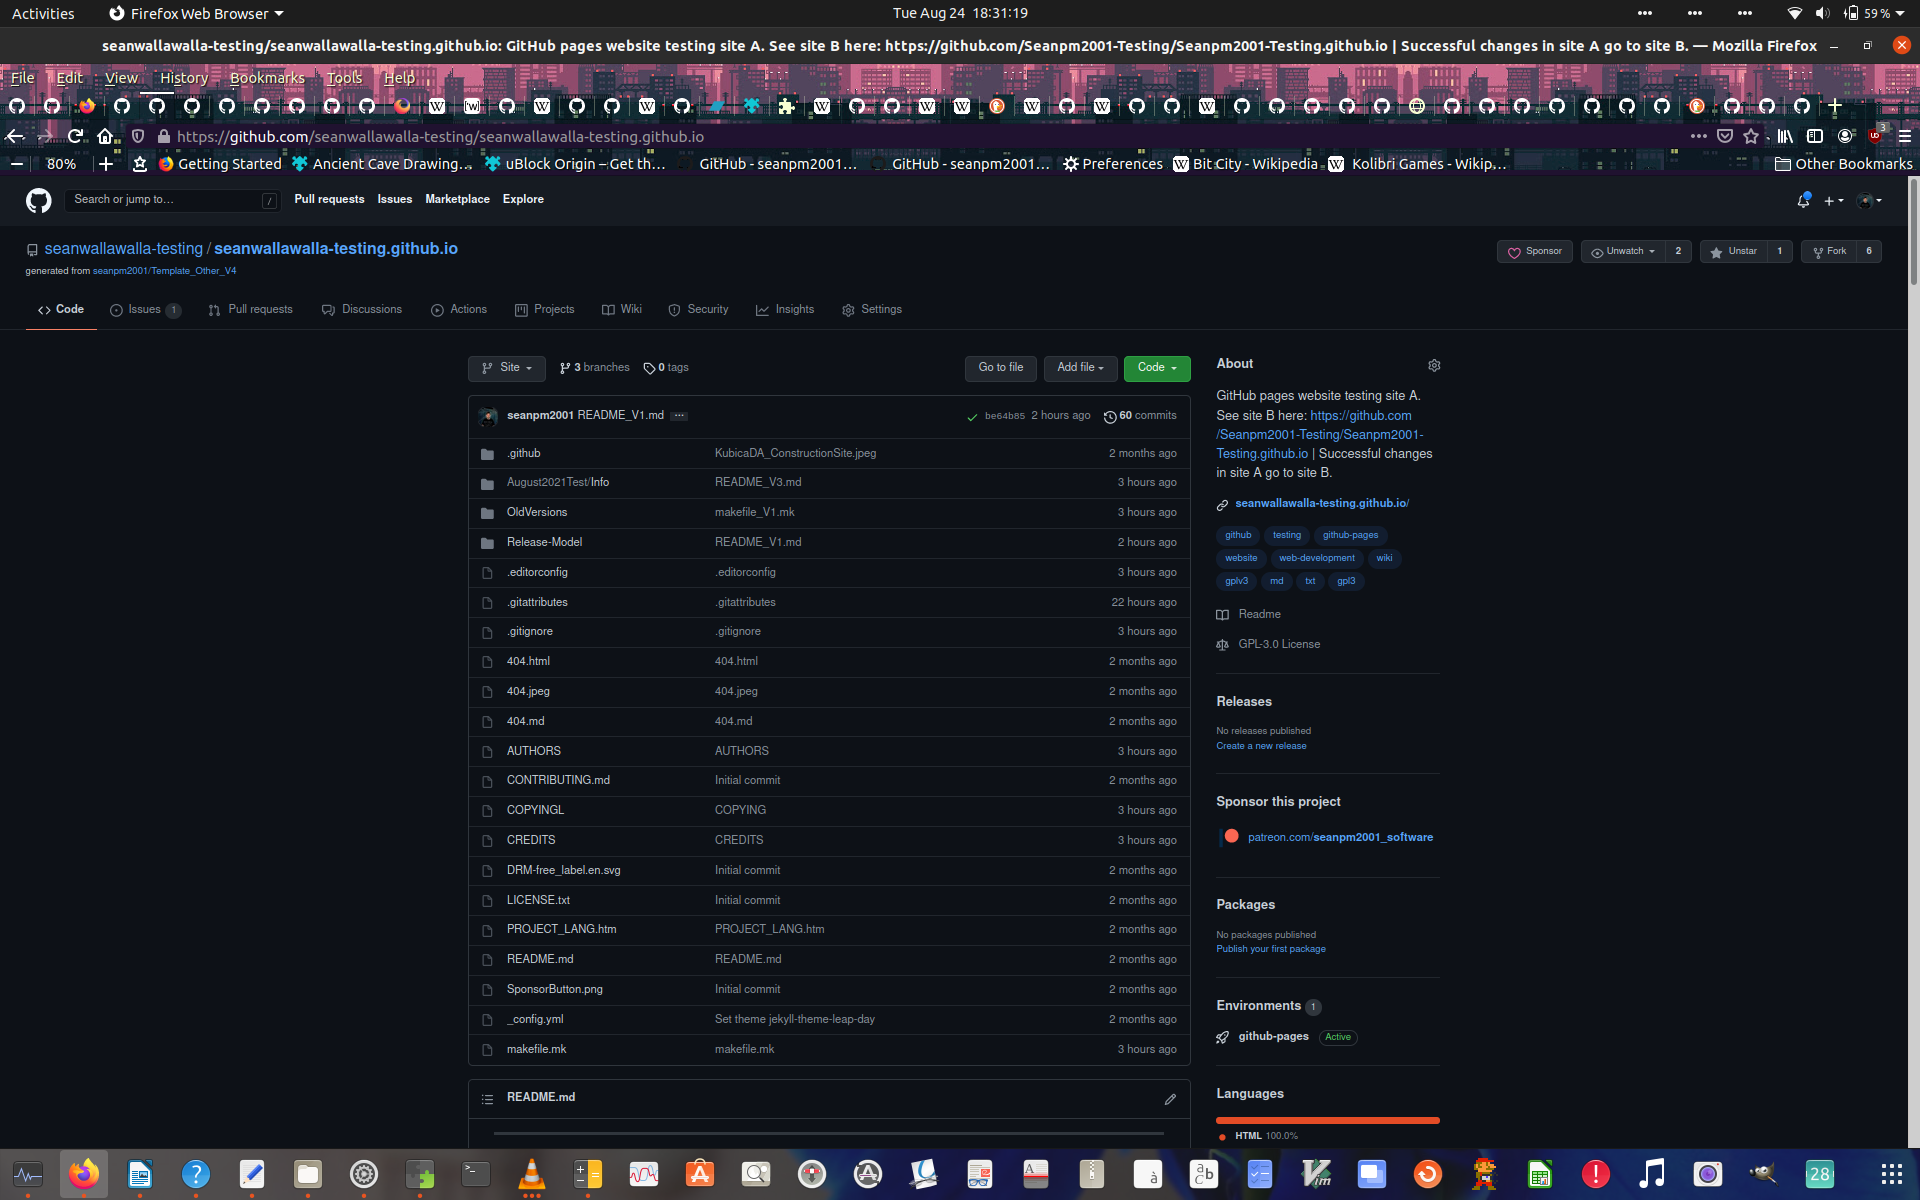 Activities Firefox Web Browser Tue Aug 24 18:31:19 59 %
seanwallawalla-testing/seanwallawalla-testing.github.io: GitHub pages website testing site A. See site B here: https://github.com/Seanpm2001-Testing/Seanpm2001-Testing.github.io | Successful changes in site A go to site B. — Mozilla Firefox
File Edit View History Bookmarks Tools Help
https://github.com/seanwallawalla-testing/seanwallawalla-testing.github.io 3
80% Getting Started Ancient Cave Drawing… uBlock Origin – Get th… GitHub - seanpm2001… GitHub - seanpm2001… Preferences Bit City - Wikipedia Kolibri Games - Wikip… Other Bookmarks
Search or jump to… / Pull requests Issues Marketplace Explore
seanwallawalla-testing / seanwallawalla-testing.github.io Sponsor Unwatch 2 Unstar 1 Fork 6
generated from seanpm2001/Template_Other_V4
Code Issues 1 Pull requests Discussions Actions Projects Wiki Security Insights Settings
Site 3 branches 0 tags Go to file Add file Code
seanpm2001 README_V1.md ... be64b85 2 hours ago 60 commits
.github KubicaDA_ConstructionSite.jpeg 2 months ago
August2021Test/Info README_V3.md 3 hours ago
OldVersions makefile_V1.mk 3 hours ago
Release-Model README_V1.md 2 hours ago
.editorconfig .editorconfig 3 hours ago
.gitattributes .gitattributes 22 hours ago
.gitignore .gitignore 3 hours ago
404.html 404.html 2 months ago
404.jpeg 404.jpeg 2 months ago
404.md 404.md 2 months ago
AUTHORS AUTHORS 3 hours ago
CONTRIBUTING.md Initial commit 2 months ago
COPYINGL COPYING 3 hours ago
CREDITS CREDITS 3 hours ago
DRM-free_label.en.svg Initial commit 2 months ago
LICENSE.txt Initial commit 2 months ago
PROJECT_LANG.htm PROJECT_LANG.htm 2 months ago
README.md README.md 2 months ago
SponsorButton.png Initial commit 2 months ago
_config.yml Set theme jekyll-theme-leap-day 2 months ago
makefile.mk makefile.mk 3 hours ago
README.md
About
GitHub pages website testing site A.
See site B here: https://github.com
/Seanpm2001-Testing/Seanpm2001-
Testing.github.io | Successful changes
in site A go to site B.
seanwallawalla-testing.github.io/
github testing github-pages
website web-development wiki
gplv3 md txt gpl3
Readme
GPL-3.0 License
Releases
No releases published
Create a new release
Sponsor this project
patreon.com/seanpm2001_software
Packages
No packages published
Publish your first package
Environments 1
github-pages Active
Languages
HTML 100.0%
28